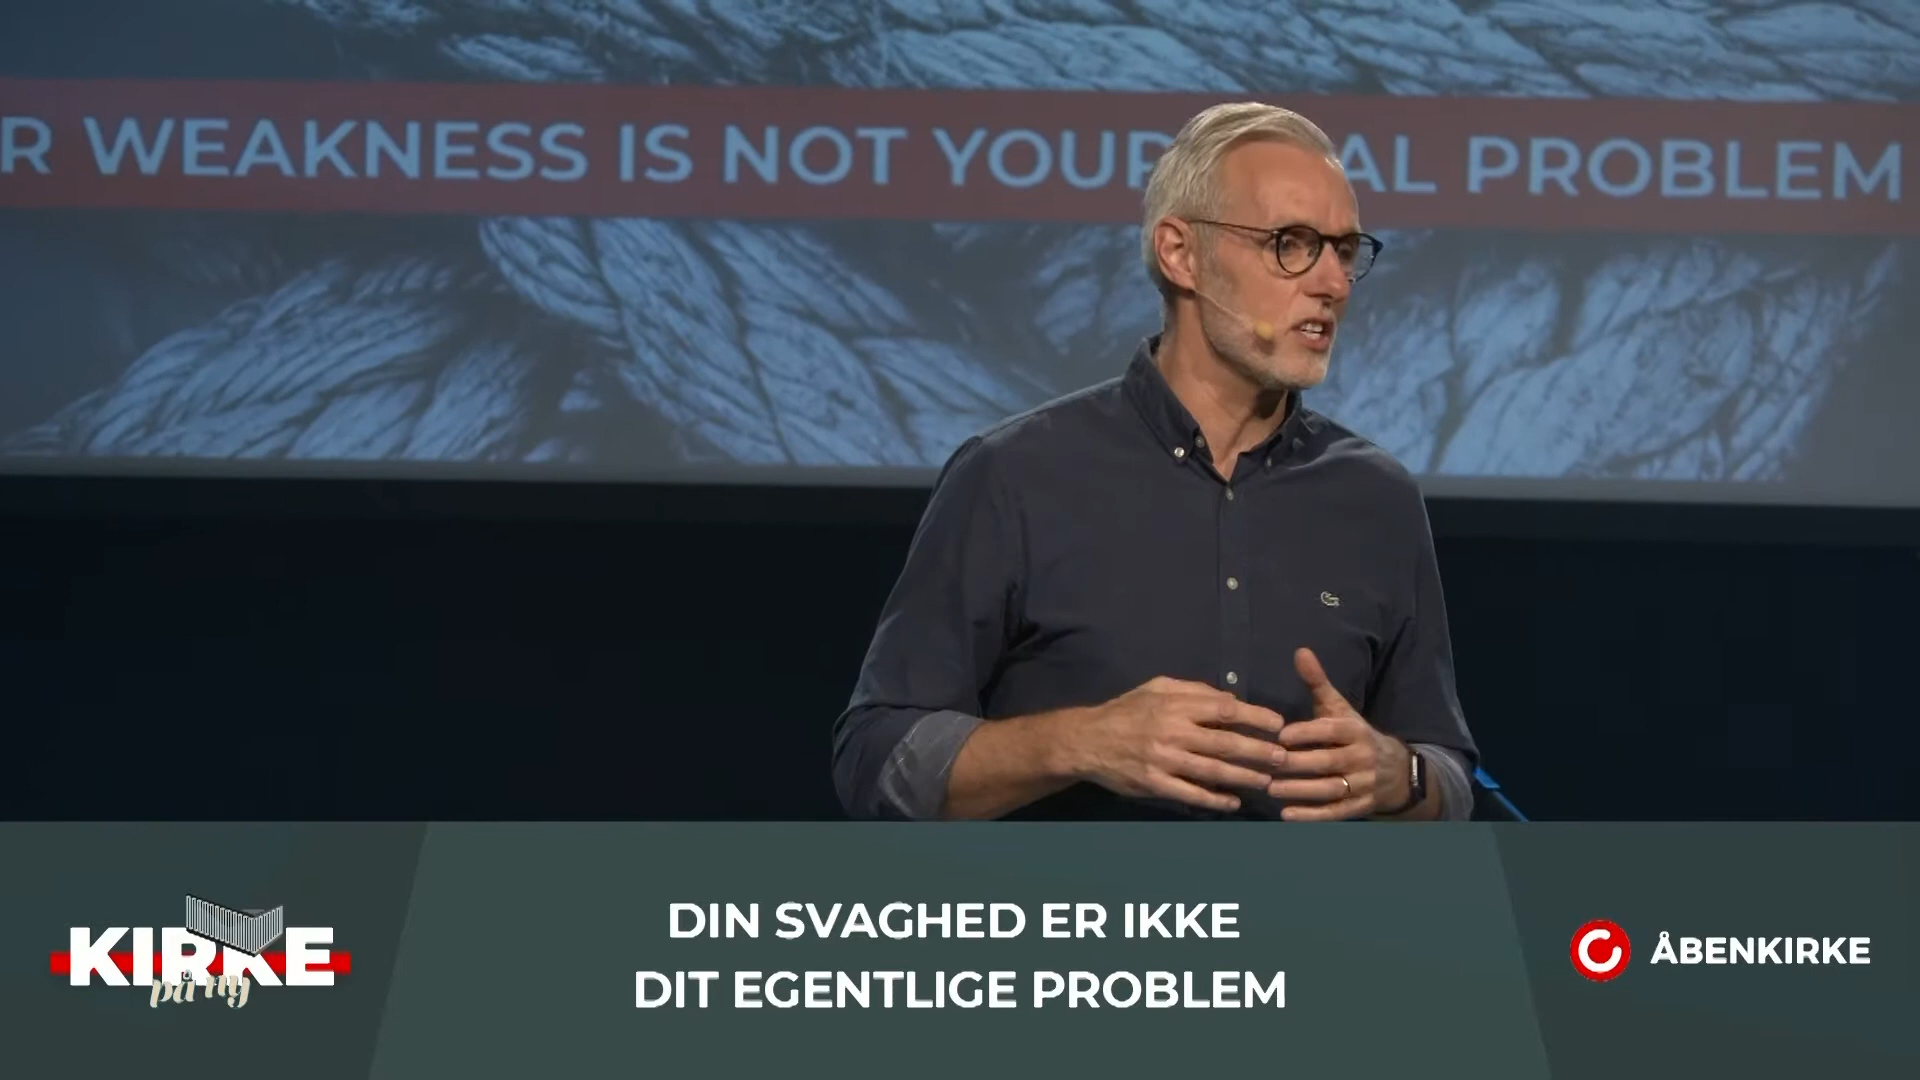 R WEAKNESS IS NOT YOUR AL PROBLEM
DIN SVAGHED ER IKKE
DIT EGENTLIGE PROBLEM
KIRKE
på ny
ÅBENKIRKE